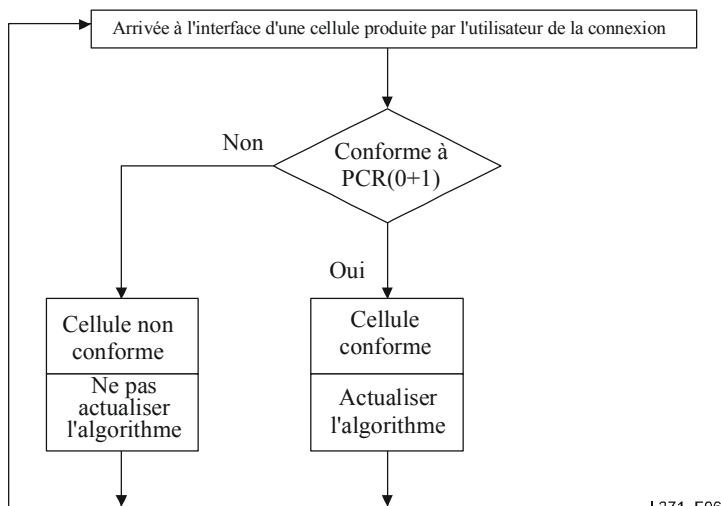 Arrivée à l'interface d'une cellule produite par l'utilisateur de la connexion
Non
Conforme à
PCR(0+1)
Oui
Cellule non
conforme
Ne pas
actualiser
l'algorithme
Cellule
conforme
Actualiser
l'algorithme